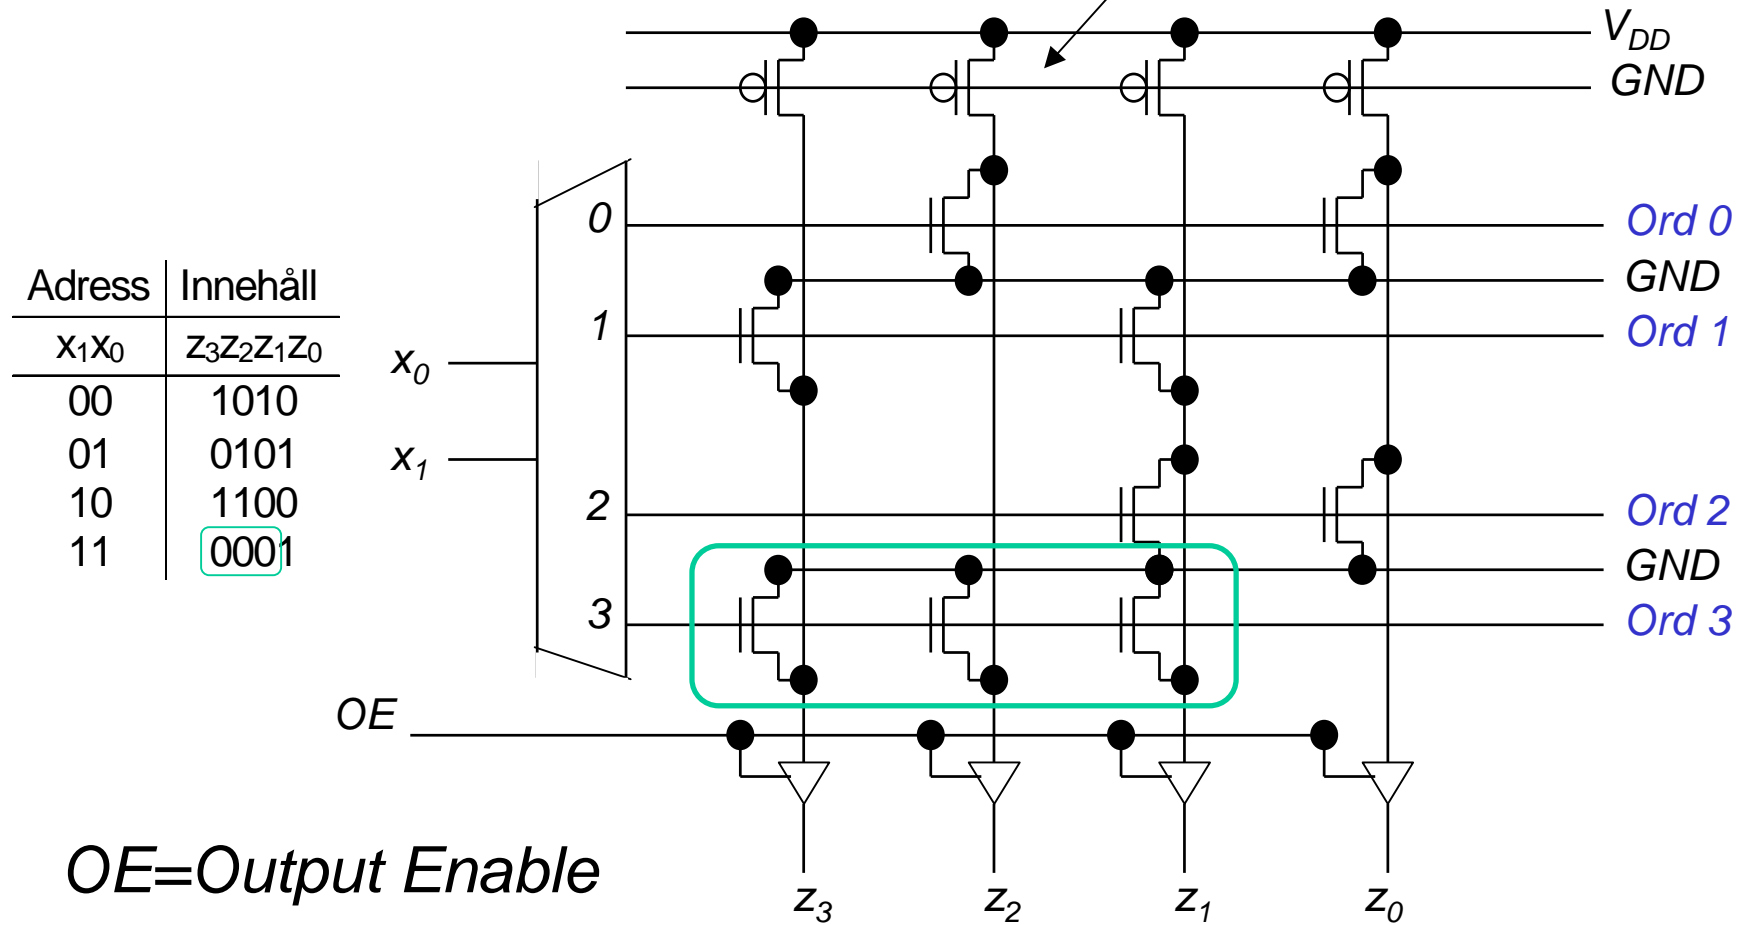 V_DD
GND
0 Ord 0
GND
1 Ord 1
Adress Innehåll
x₁x₀ z₃z₂z₁z₀
00 1010
01 0101
10 1100
11 0001
x₀
x₁
2 Ord 2
GND
3 Ord 3
OE
OE=Output Enable
z₃ z₂ z₁ z₀